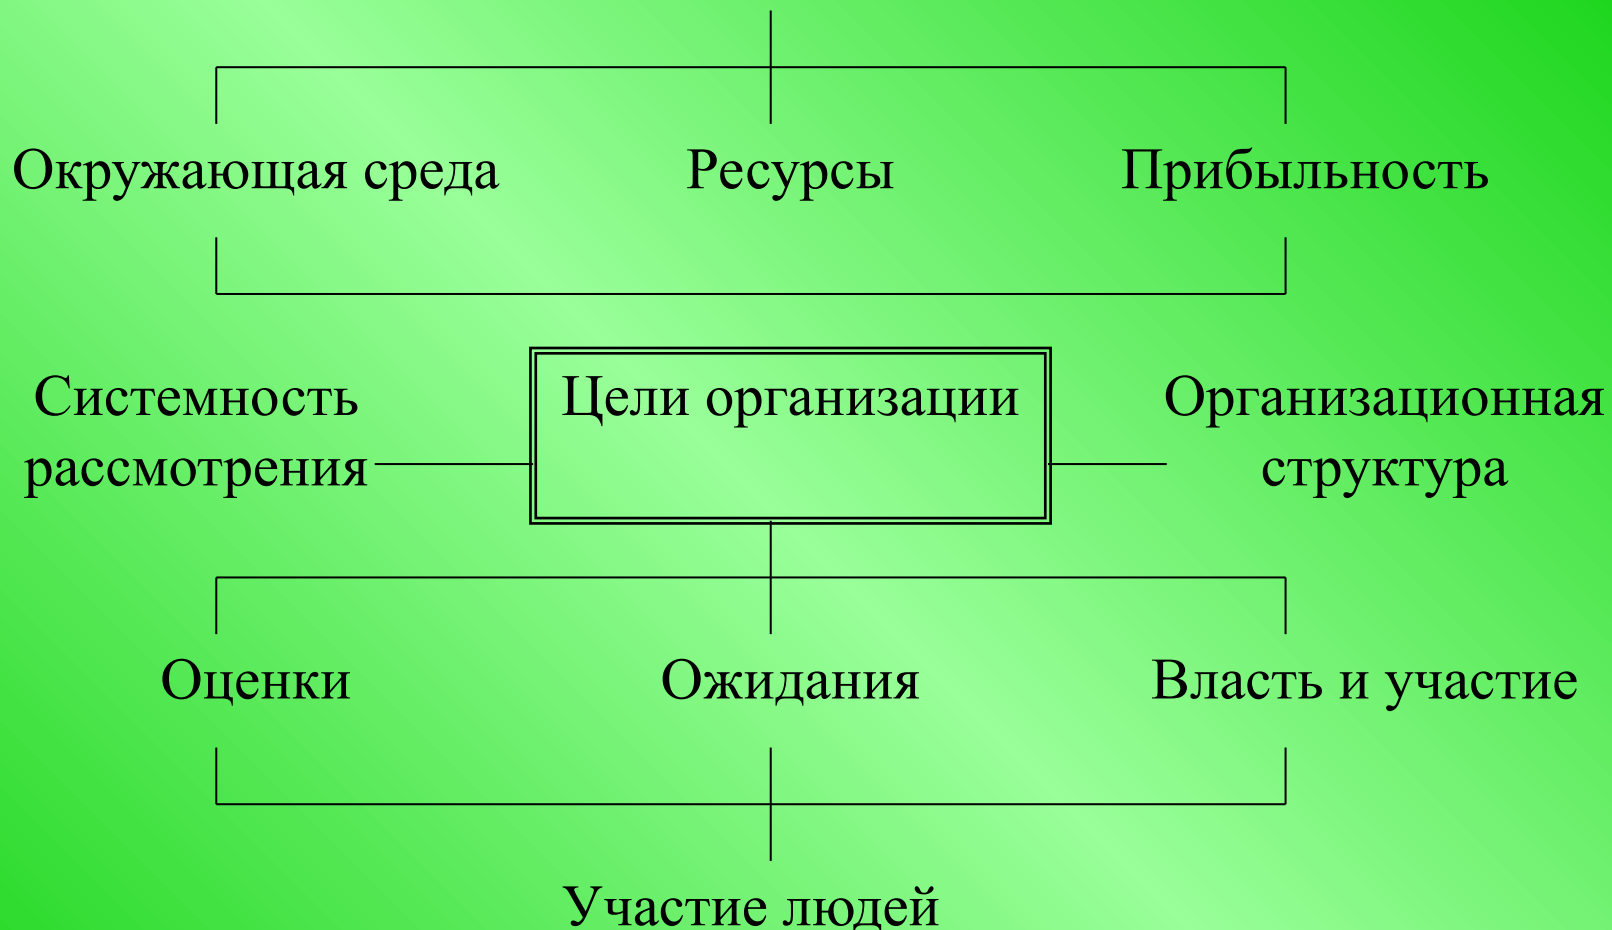 Окружающая среда Ресурсы Прибыльность
Системность Цели организации Организационная
рассмотрения структура
Оценки Ожидания Власть и участие
Участие людей